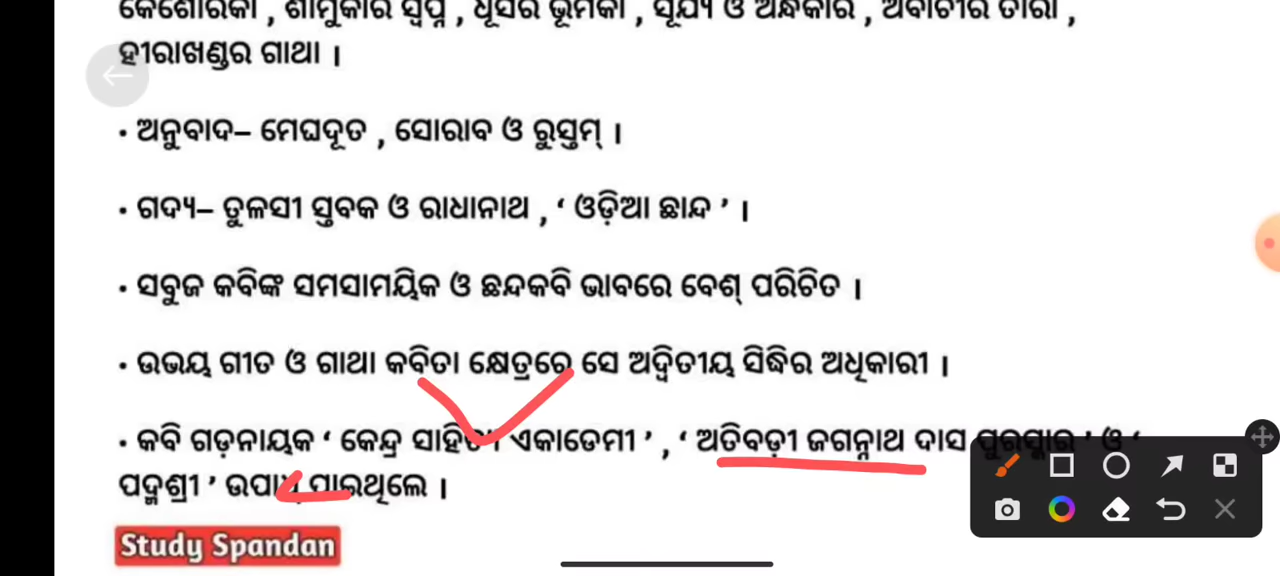 କୈଶୋରିକା , ଶାମୁକାର ସ୍ଵପ୍ନ , ଧୂସର ଭୂମିକା , ସୂର୍ଯ୍ୟ ଓ ଅନ୍ଧକାର , ଅର୍ବାଚୀର ତାରା ,
ହୀରାଖଣ୍ଡର ଗାଥା ।
• ଅନୁବାଦ– ମେଘଦୂତ , ସୋରାବ ଓ ରୁସ୍ତମ୍ ।
• ଗଦ୍ୟ– ତୁଳସୀ ସ୍ତବକ ଓ ରାଧାନାଥ , ‘ ଓଡ଼ିଆ ଛାନ୍ଦ ’ ।
• ସବୁଜ କବିଙ୍କ ସମସାମୟିକ ଓ ଛନ୍ଦକବି ଭାବରେ ବେଶ୍ ପରିଚିତ ।
• ଉଭୟ ଗୀତ ଓ ଗାଥା କବିତା କ୍ଷେତ୍ରରେ ସେ ଅଦ୍ଵିତୀୟ ସିଦ୍ଧିର ଅଧିକାରୀ ।
• କବି ଗଡ଼ନାୟକ ‘ କେନ୍ଦ୍ର ସାହିତ୍ୟ ଏକାଡେମୀ ’ , ‘ ଅତିବଡ଼ୀ ଜଗନ୍ନାଥ ଦାସ ପୁରସ୍କାର ’ ଓ ‘
ପଦ୍ମଶ୍ରୀ ’ ଉପାଧି ପାଇଥିଲେ ।
Study Spandan